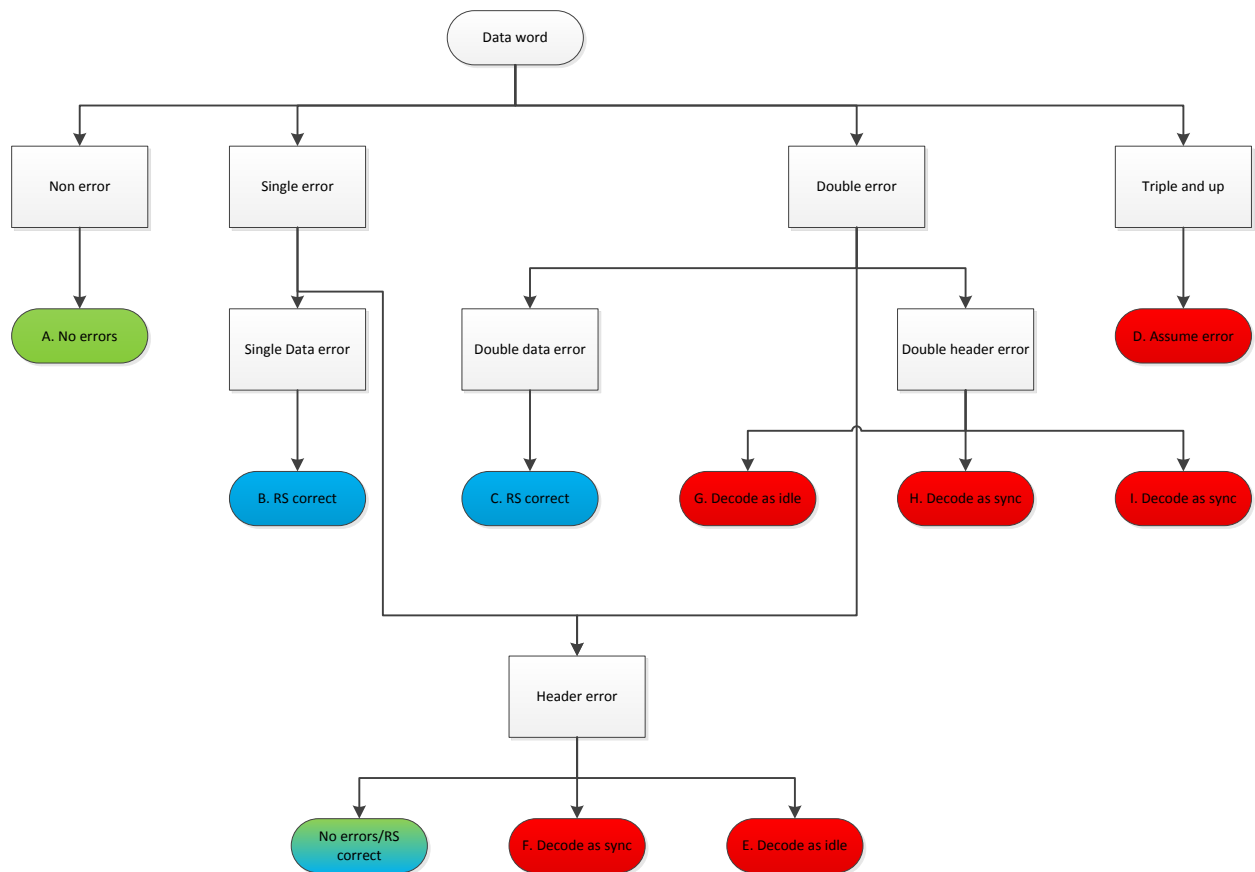 Data word
Non error
Single error
Double error
Triple and up
A. No errors
Single Data error
Double data error
Double header error
D. Assume error
B. RS correct
C. RS correct
G. Decode as idle
H. Decode as sync
I. Decode as sync
Header error
No errors/RS
correct
F. Decode as sync
E. Decode as idle